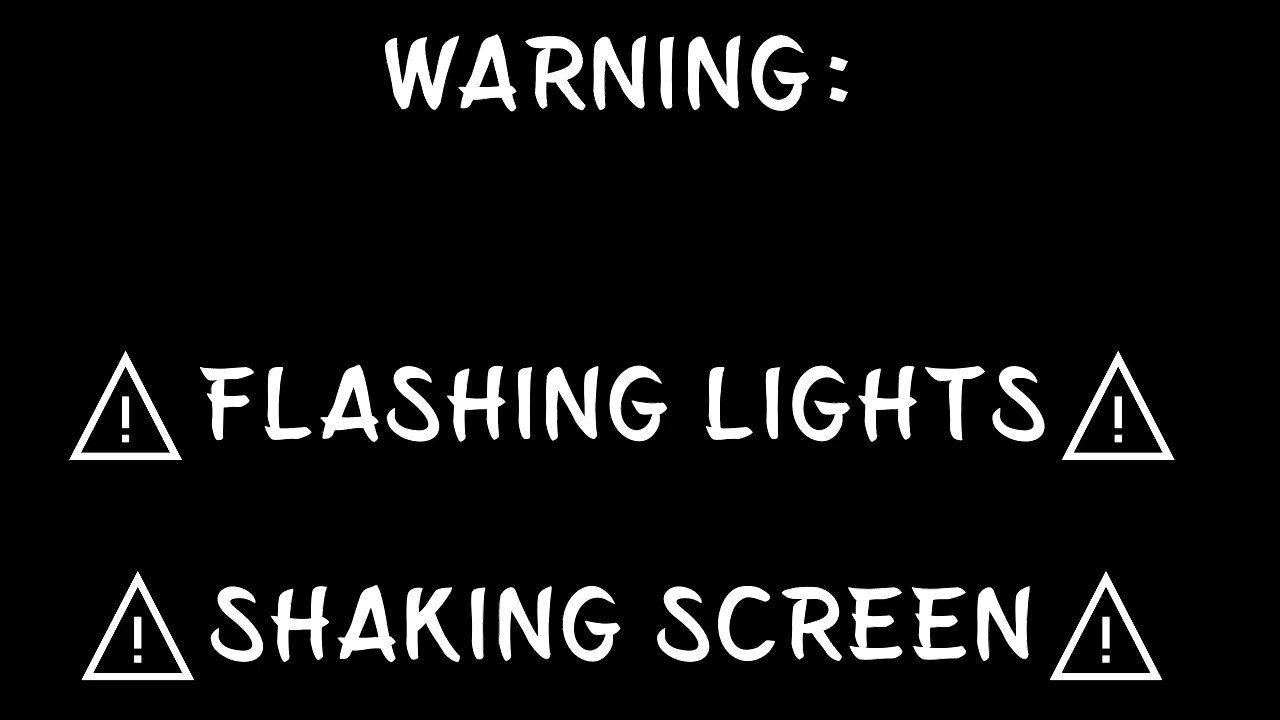 WARNING:
⚠ FLASHING LIGHTS ⚠
⚠ SHAKING SCREEN ⚠